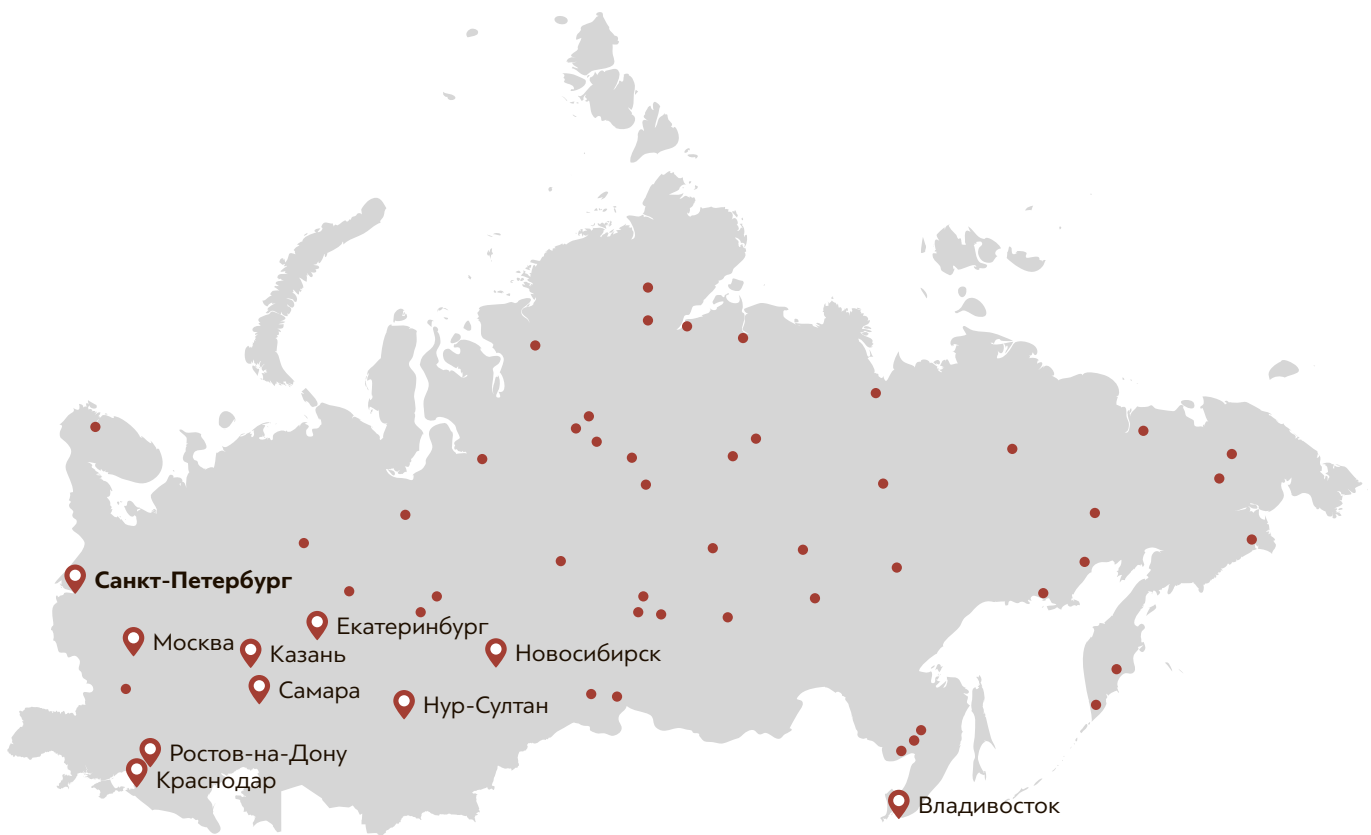 Санкт-Петербург
Екатеринбург
Москва
Казань
Новосибирск
Самара
Нур-Султан
Ростов-на-Дону
Краснодар
Владивосток